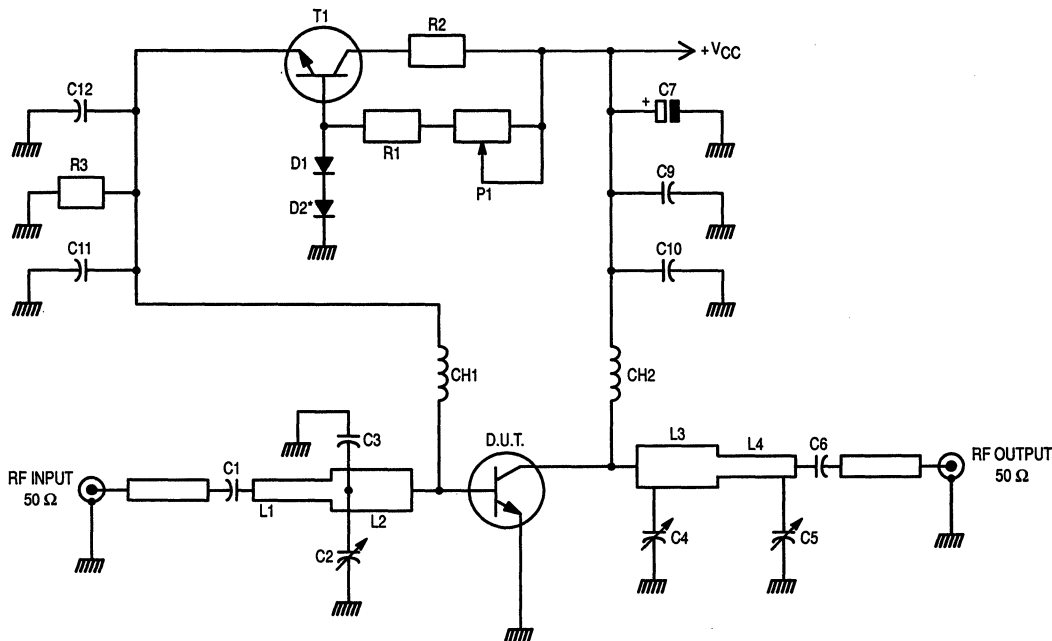 T1
R2
+VCC
C12
+ C7
R1
P1
R3
D1
D2*
C9
C11
C10
CH1
CH2
C3
D.U.T.
L3
L4
C6
RF INPUT
50 Ω
C1
L1
L2
RF OUTPUT
50 Ω
C2
C4
C5